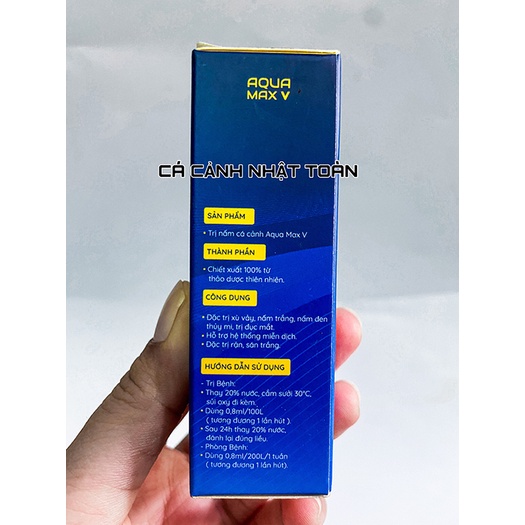 AQUA
MAX V
CÁ CẢNH NHẬT TOÀN
SẢN PHẨM
• Trị nấm cá cảnh Aqua Max V
THÀNH PHẦN
• Chiết xuất 100% từ
thảo dược thiên nhiên.
CÔNG DỤNG
• Đặc trị xù vảy, nấm trắng, nấm đen
thủy mi, trị đục mắt.
• Hỗ trợ hệ thống miễn dịch.
• Đặc trị rận, sán trắng.
HƯỚNG DẪN SỬ DỤNG
- Trị Bệnh:
• Thay 20% nước, cắm sưởi 30°C,
sủi oxy đi kèm.
• Dùng 0,8ml/100L
( tương đương 1 lần hút ).
• Sau 24h thay 20% nước,
đánh lại đúng liều.
- Phòng Bệnh:
• Dùng 0,8ml/200L/1 tuần
( tương đương 1 lần hút).